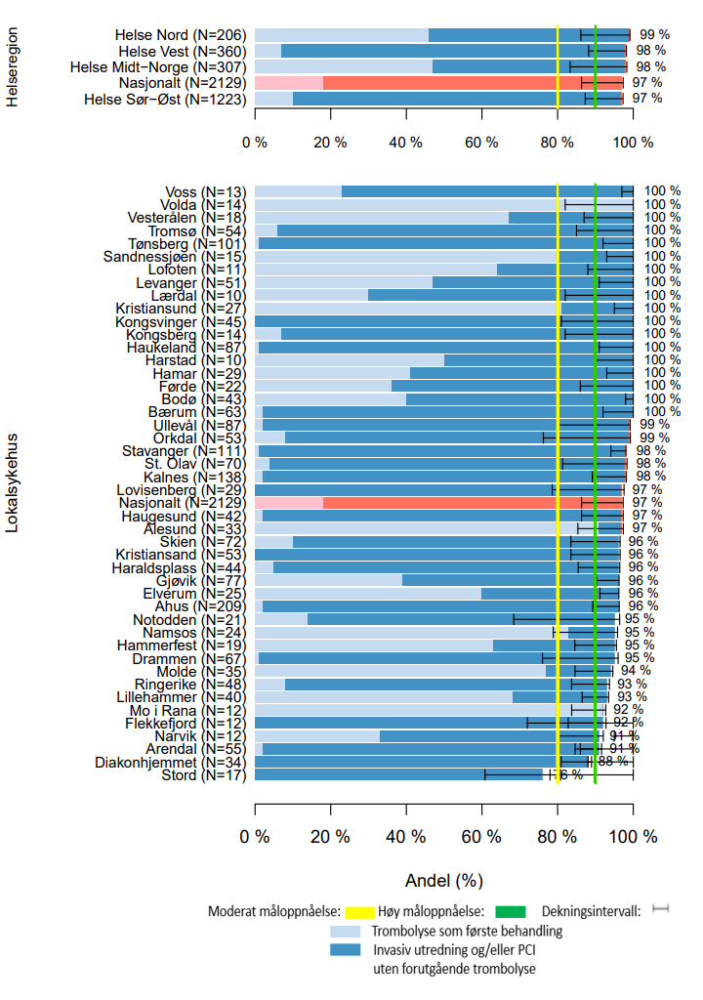 Helseregion
Helse Nord (N=206) 99 %
Helse Vest (N=360) 98 %
Helse Midt−Norge (N=307) 98 %
Nasjonalt (N=2129) 97 %
Helse Sør−Øst (N=1223) 97 %
0 % 20 % 40 % 60 % 80 % 100 %
Lokalsykehus
Voss (N=13) 100 %
Volda (N=14) 100 %
Vesterålen (N=18) 100 %
Tromsø (N=54) 100 %
Tønsberg (N=101) 100 %
Sandnessjøen (N=15) 100 %
Lofoten (N=11) 100 %
Levanger (N=51) 100 %
Lærdal (N=10) 100 %
Kristiansund (N=27) 100 %
Kongsvinger (N=45) 100 %
Kongsberg (N=14) 100 %
Haukeland (N=87) 100 %
Harstad (N=10) 100 %
Hamar (N=29) 100 %
Førde (N=22) 100 %
Bodø (N=43) 100 %
Bærum (N=63) 100 %
Ullevål (N=87) 99 %
Orkdal (N=53) 99 %
Stavanger (N=111) 98 %
St. Olav (N=70) 98 %
Kalnes (N=138) 98 %
Lovisenberg (N=29) 97 %
Nasjonalt (N=2129) 97 %
Haugesund (N=42) 97 %
Ålesund (N=33) 97 %
Skien (N=72) 96 %
Kristiansand (N=53) 96 %
Haraldsplass (N=44) 96 %
Gjøvik (N=77) 96 %
Elverum (N=25) 96 %
Ahus (N=209) 96 %
Notodden (N=21) 95 %
Namsos (N=24) 95 %
Hammerfest (N=19) 95 %
Drammen (N=67) 95 %
Molde (N=35) 94 %
Ringerike (N=48) 93 %
Lillehammer (N=40) 93 %
Mo i Rana (N=12) 92 %
Flekkefjord (N=12) 92 %
Narvik (N=12) 91 %
Arendal (N=55) 91 %
Diakonhjemmet (N=34) 88 %
Stord (N=17)
0 % 20 % 40 % 60 % 80 % 100 %
Andel (%)
Moderat måloppnåelse: Høy måloppnåelse: Dekningsintervall:
Trombolyse som første behandling
Invasiv utredning og/eller PCI
uten forutgående trombolyse